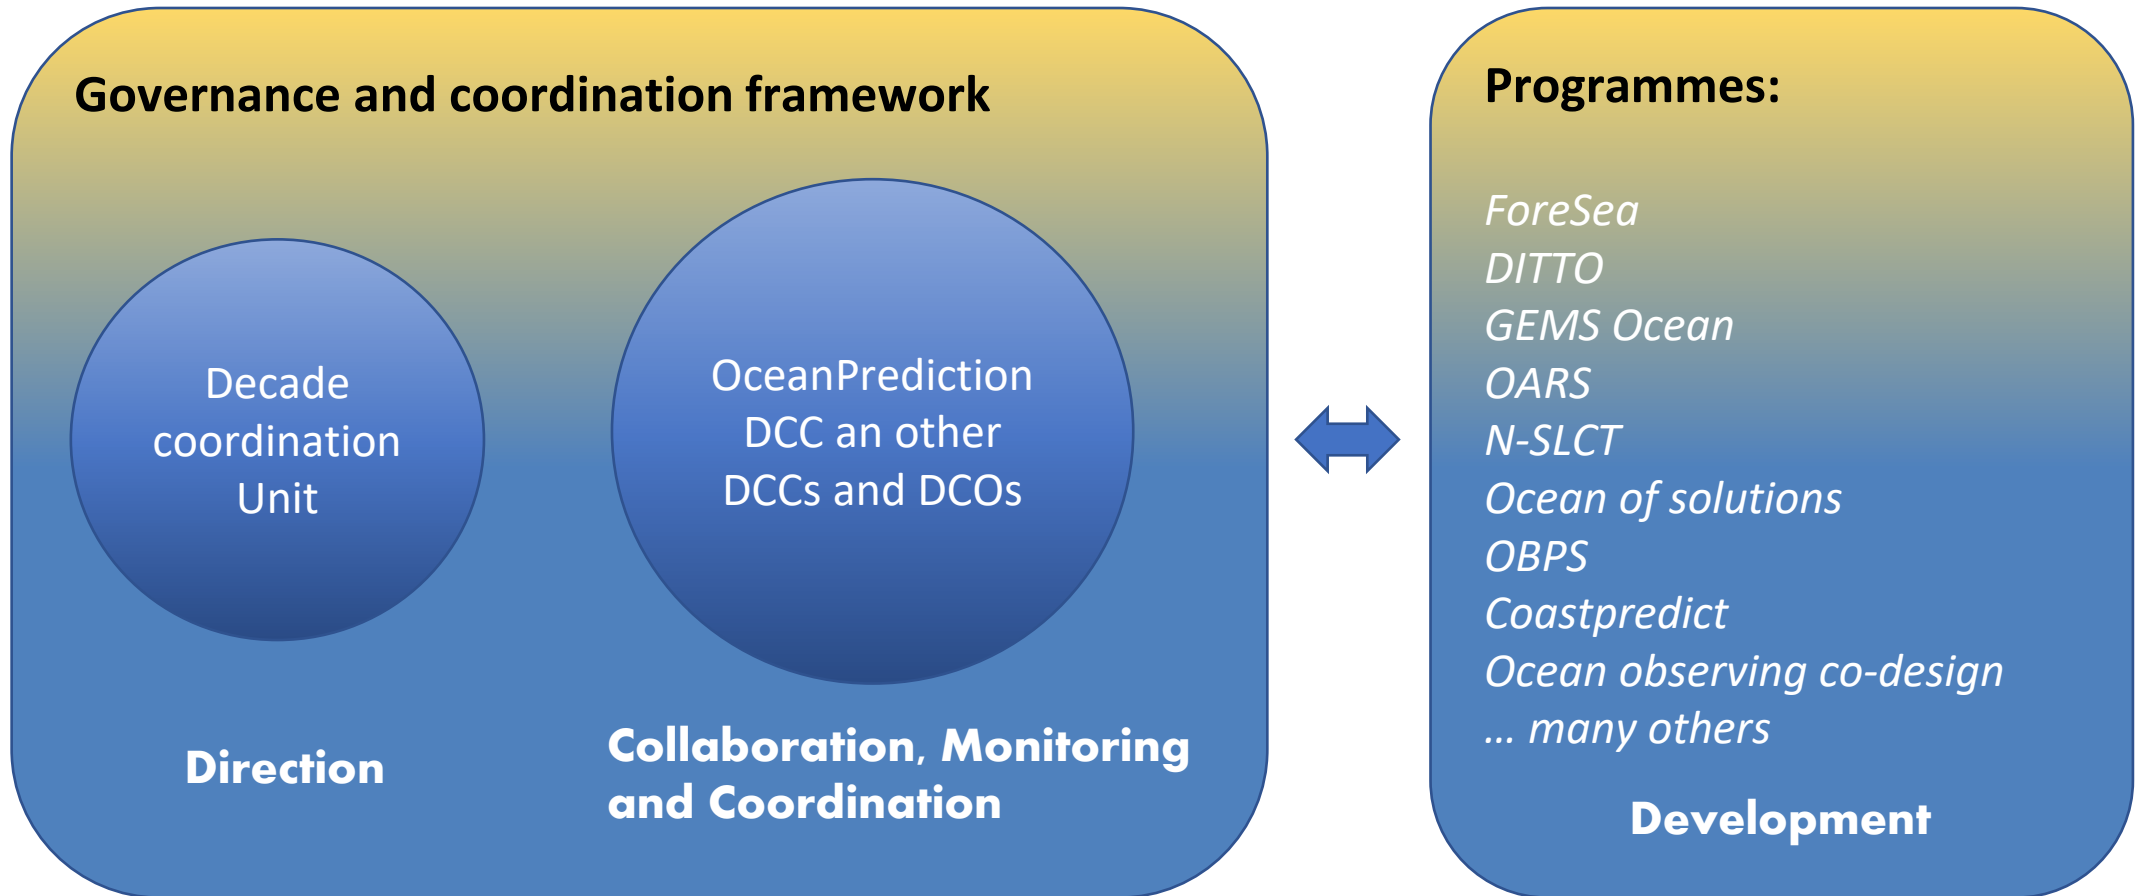 Governance and coordination framework
Decade
coordination
Unit
Direction
OceanPrediction
DCC an other
DCCs and DCOs
Collaboration, Monitoring
and Coordination
Programmes:
ForeSea
DITTO
GEMS Ocean
OARS
N-SLCT
Ocean of solutions
OBPS
Coastpredict
Ocean observing co-design
... many others
Development